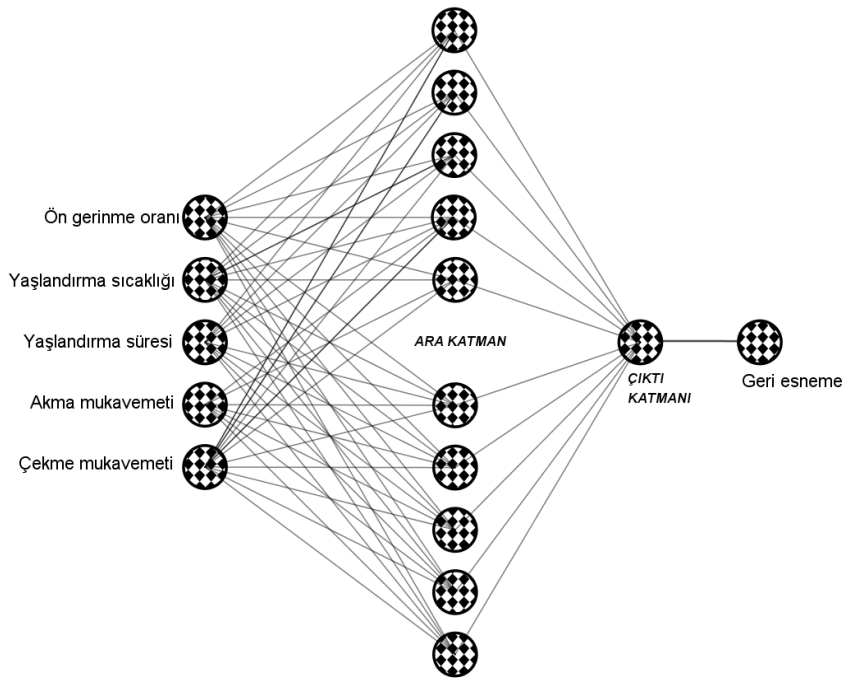 Ön gerinme oranı
Yaşlandırma sıcaklığı
Yaşlandırma süresi
Akma mukavemeti
Çekme mukavemeti
ARA KATMAN
ÇIKTI
KATMANI
Geri esneme